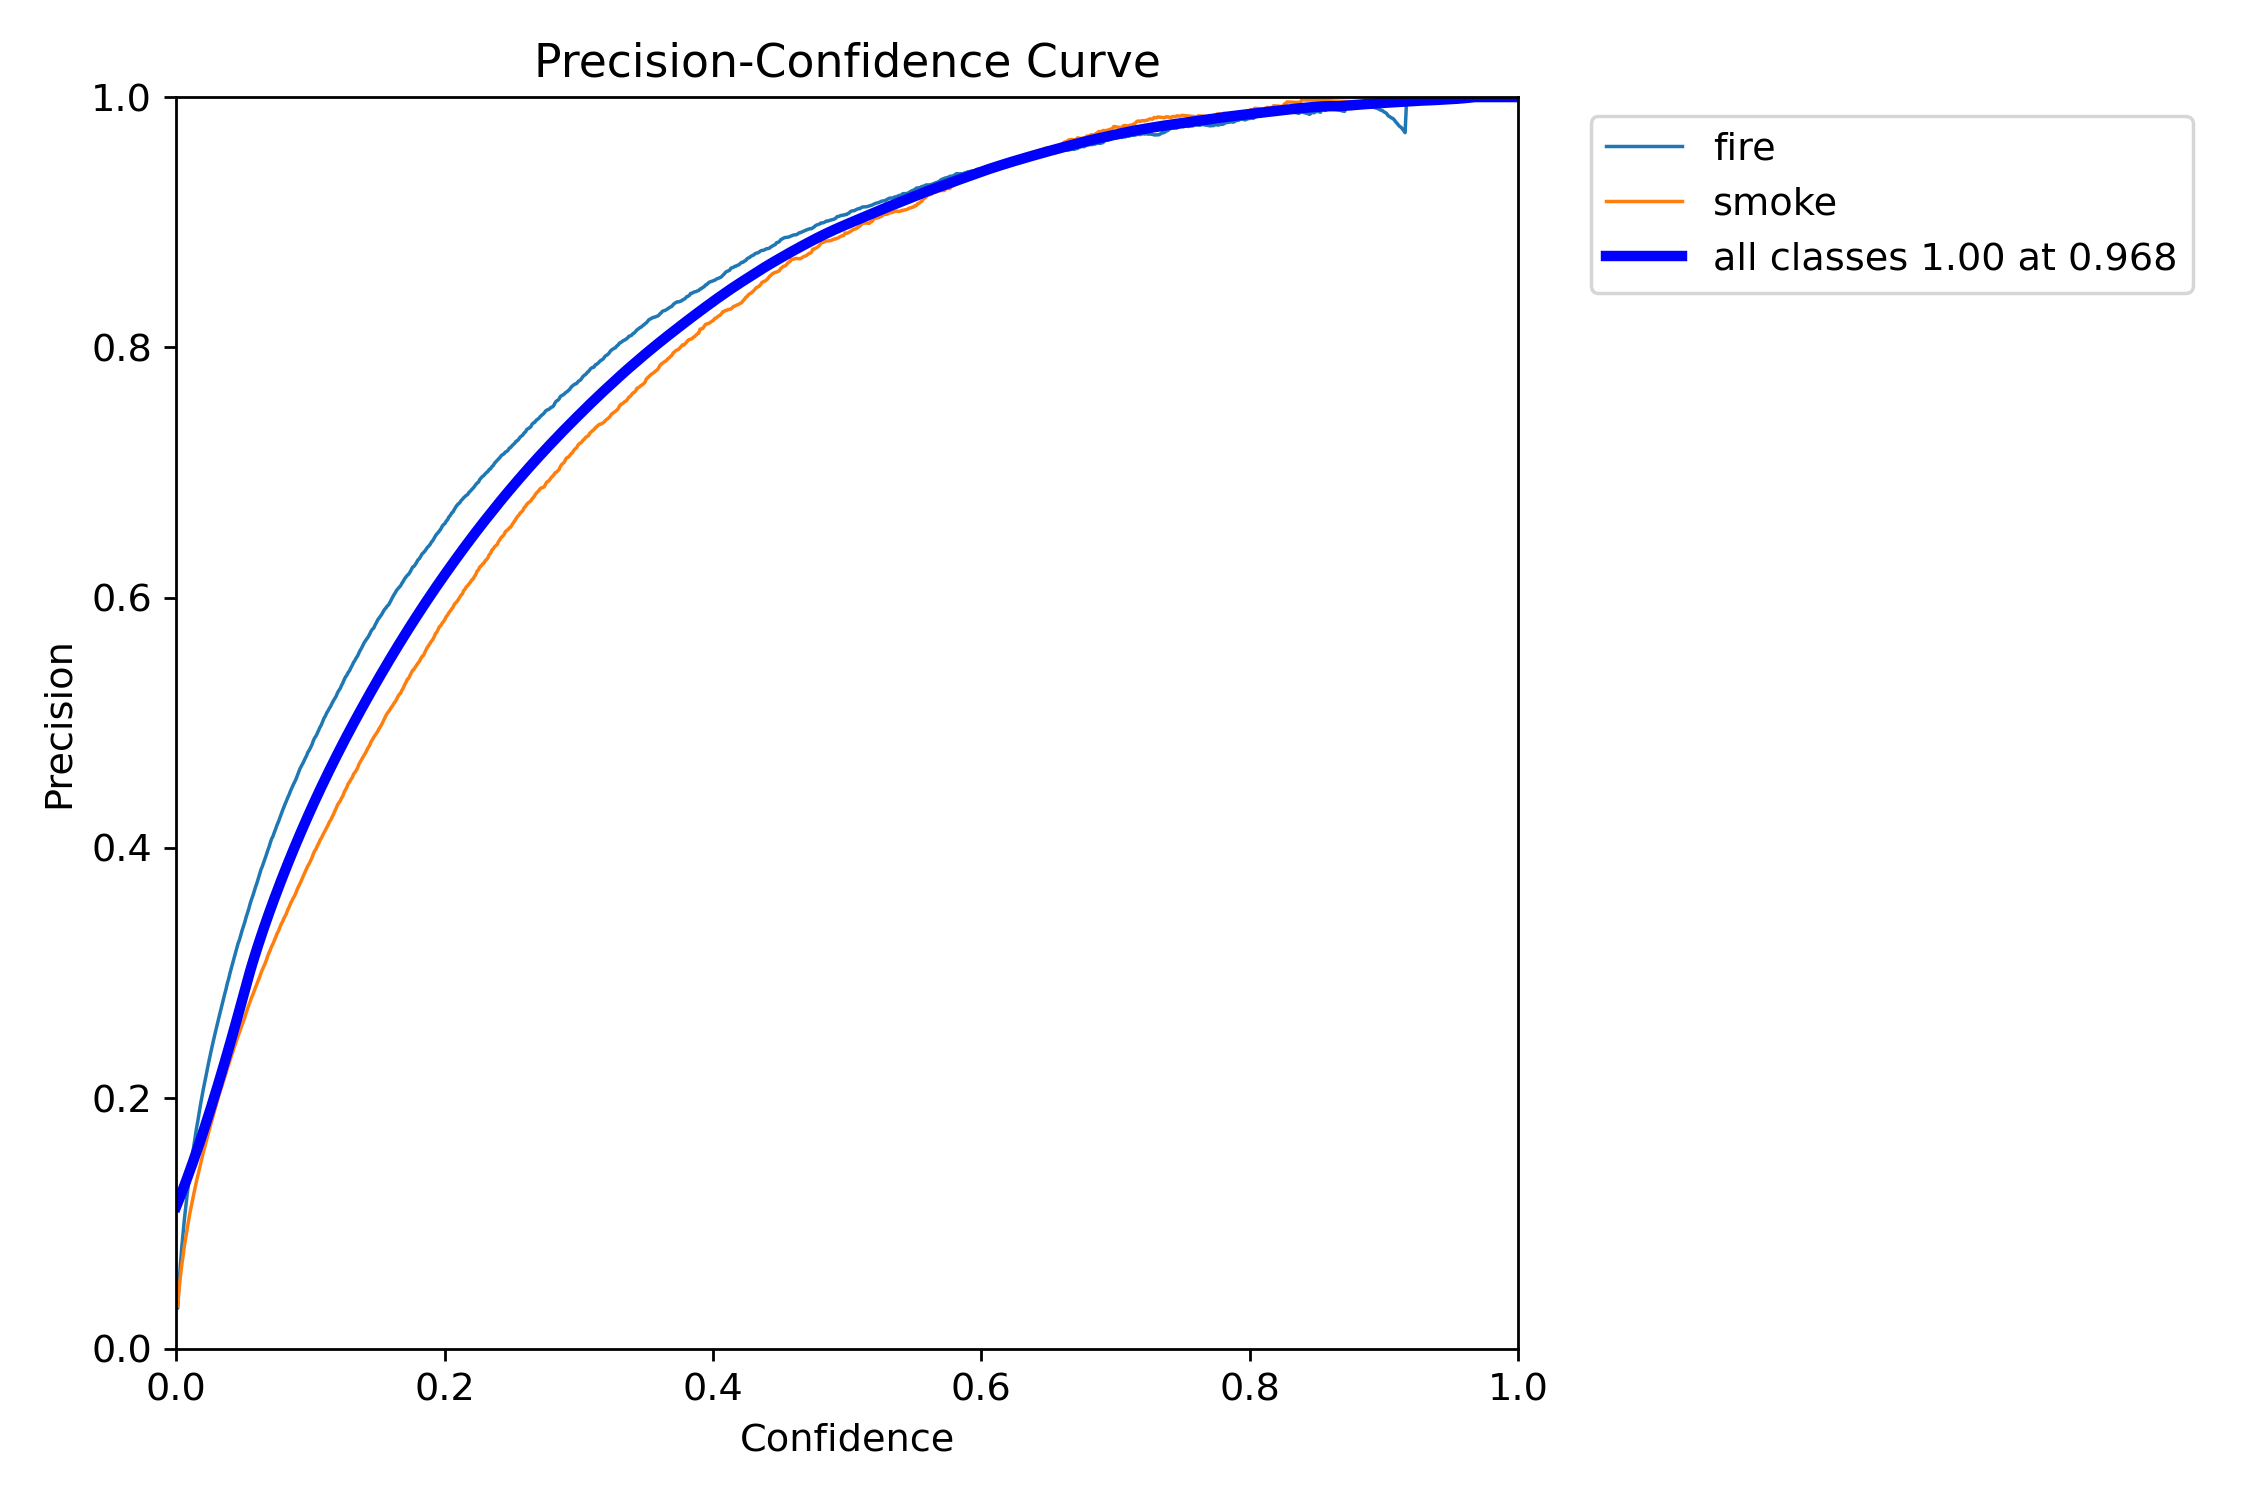 Precision-Confidence Curve
1.0
0.8
0.6
0.4
0.2
0.0
Precision
0.0 0.2 0.4 0.6 0.8 1.0
Confidence
fire
smoke
all classes 1.00 at 0.968